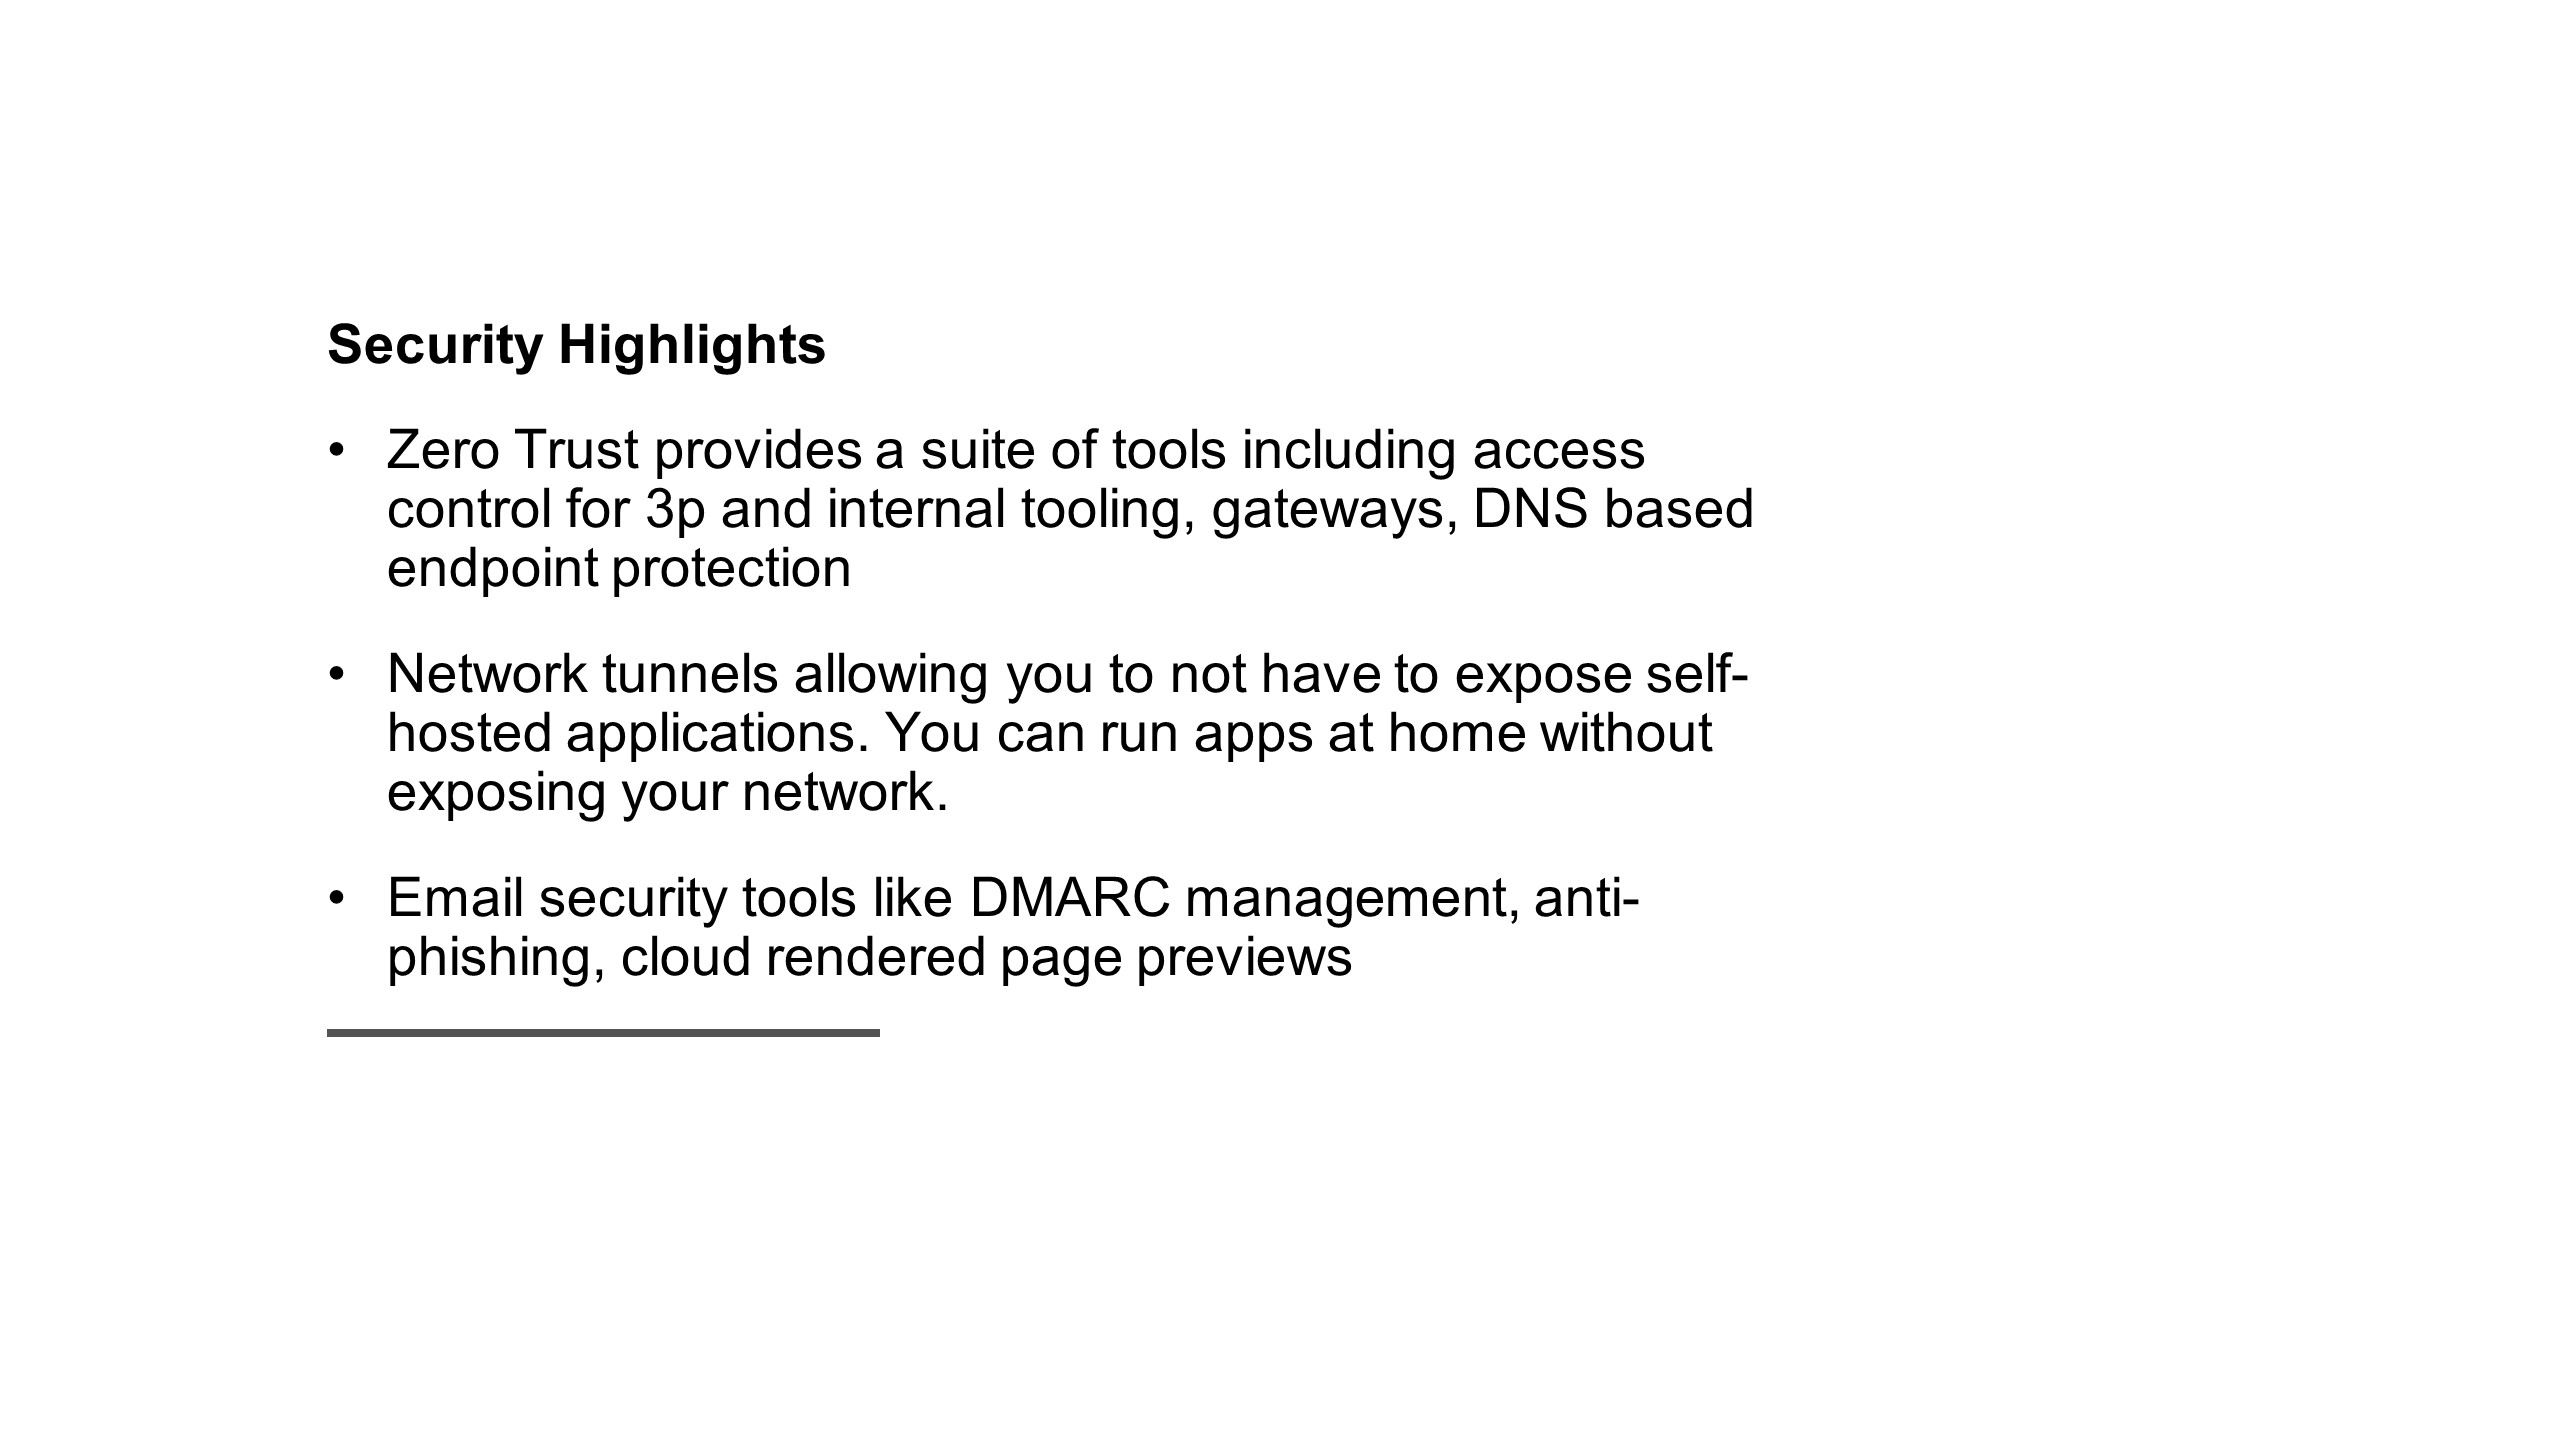 Security Highlights
• Zero Trust provides a suite of tools including access
control for 3p and internal tooling, gateways, DNS based
endpoint protection
• Network tunnels allowing you to not have to expose self-
hosted applications. You can run apps at home without
exposing your network.
• Email security tools like DMARC management, anti-
phishing, cloud rendered page previews